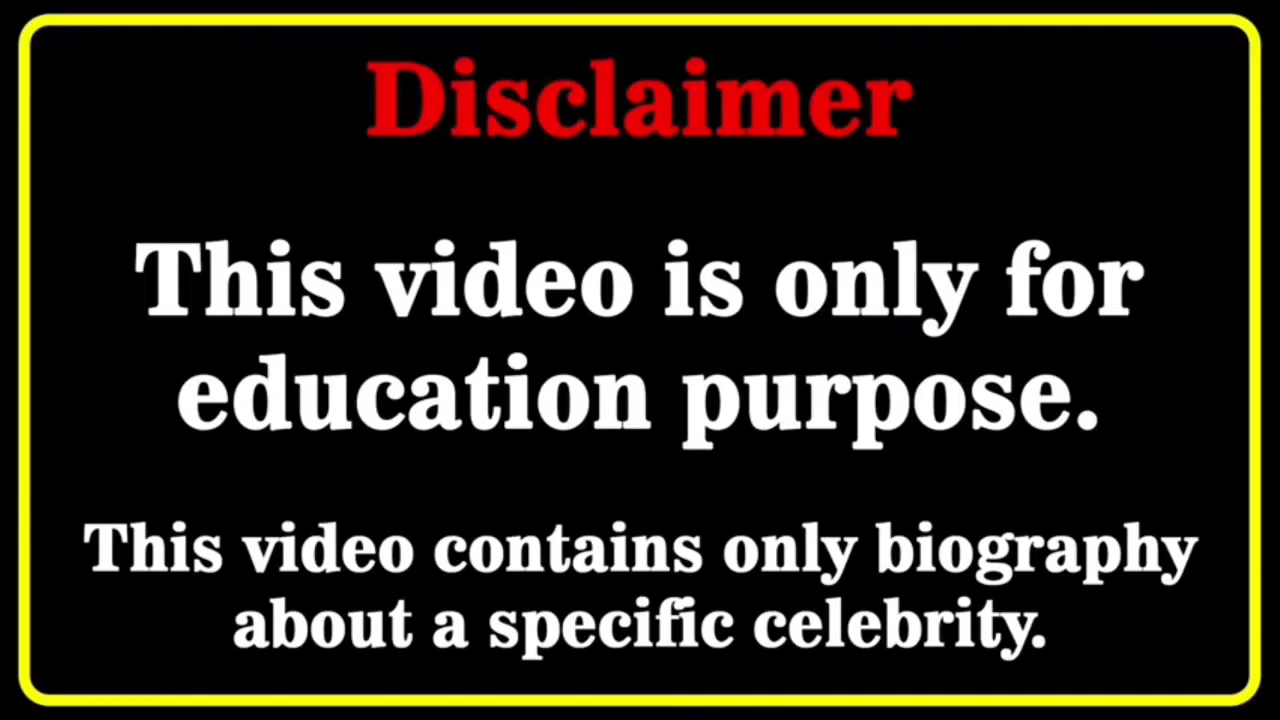 Disclaimer
This video is only for
education purpose.
This video contains only biography
about a specific celebrity.